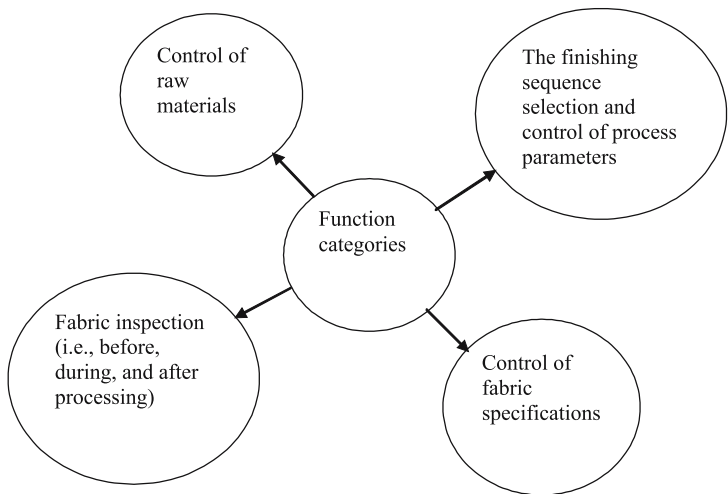 Control of
raw
materials
The finishing
sequence
selection and
control of process
parameters
Function
categories
Fabric inspection
(i.e., before,
during, and after
processing)
Control of
fabric
specifications